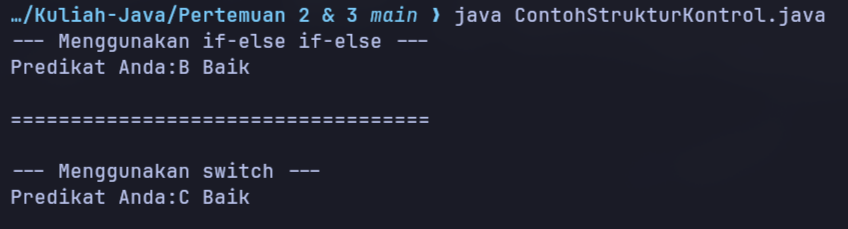 …/Kuliah-Java/Pertemuan 2 & 3 main ❯ java ContohStrukturKontrol.java
--- Menggunakan if-else if-else ---
Predikat Anda:B Baik
===================================
--- Menggunakan switch ---
Predikat Anda:C Baik